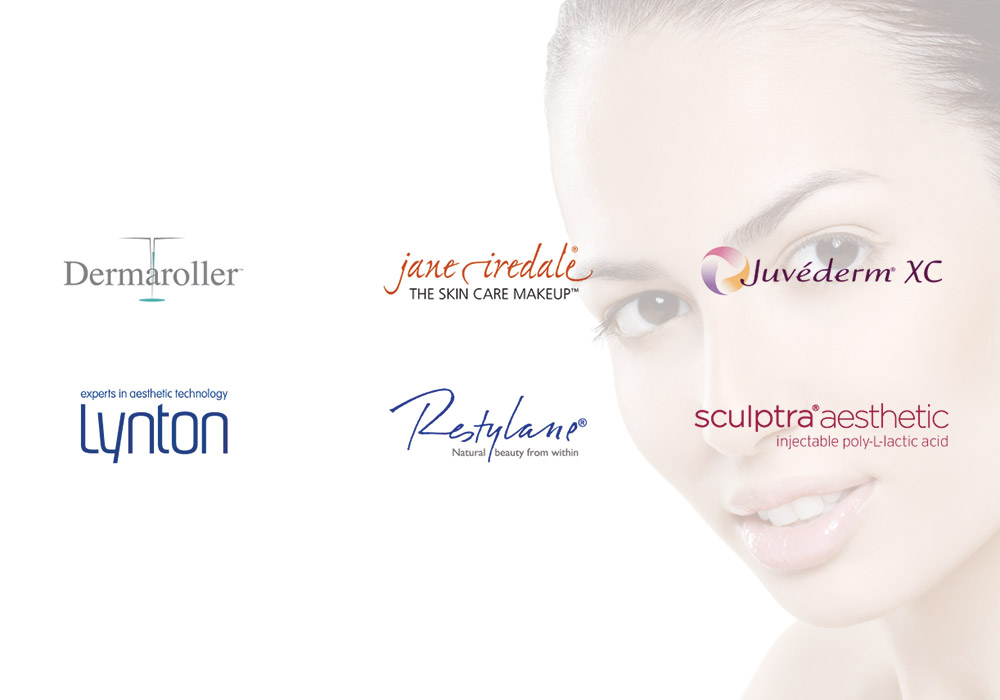 Dermaroller™
jane iredale®
THE SKIN CARE MAKEUP™
Juvéderm® XC
experts in aesthetic technology
Lynton
Restylane®
Natural beauty from within
sculptra® aesthetic
injectable poly-L-lactic acid